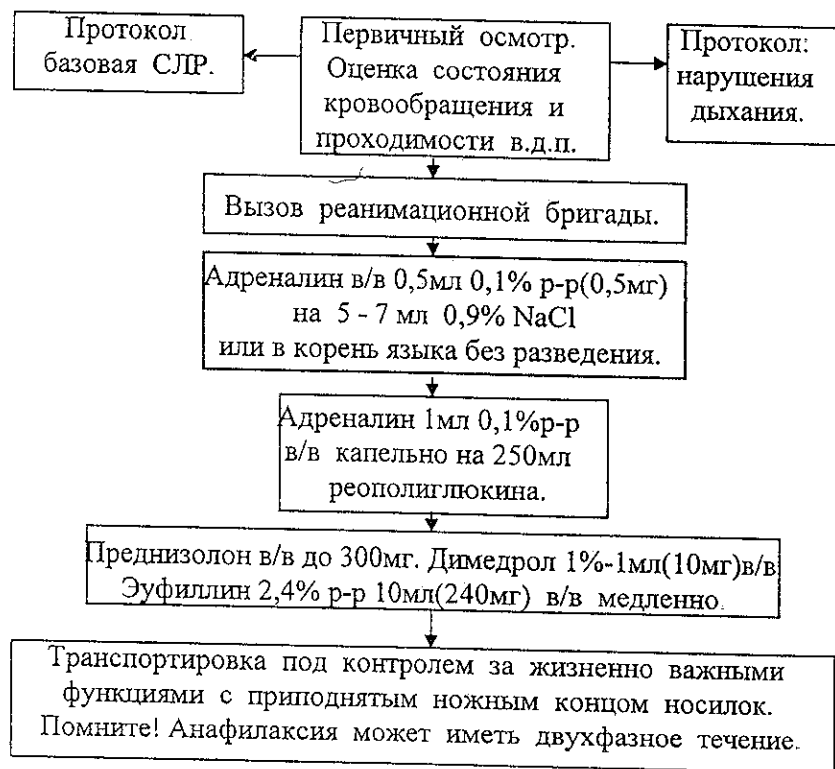 Протокол
базовая СЛР.
Первичный осмотр.
Оценка состояния
кровообращения и
проходимости в.д.п.
Протокол:
нарушения
дыхания.
Вызов реанимационной бригады.
Адреналин в/в 0,5мл 0,1% р-р(0,5мг)
на 5 - 7 мл 0,9% NaCl
или в корень языка без разведения.
Адреналин 1мл 0,1%р-р
в/в капельно на 250мл
реополиглюкина.
Преднизолон в/в до 300мг. Димедрол 1%-1мл(10мг)в/в
Эуфиллин 2,4% р-р 10мл(240мг) в/в медленно.
Транспортировка под контролем за жизненно важными
функциями с приподнятым ножным концом носилок.
Помните! Анафилаксия может иметь двухфазное течение.